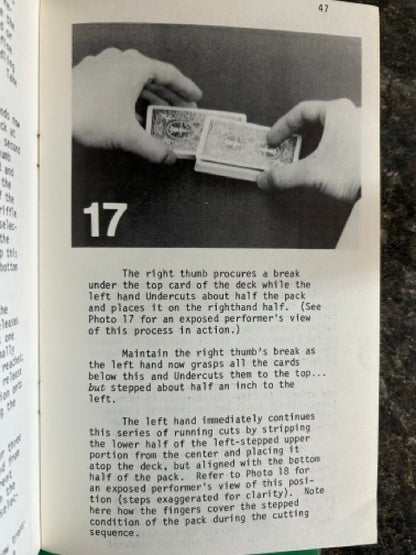 47
17
The right thumb procures a break
under the top card of the deck while the
left hand Undercuts about half the pack
and places it on the righthand half. (See
Photo 17 for an exposed performer's view
of this process in action.)
Maintain the right thumb's break as
the left hand now grasps all the cards
below this and Undercuts them to the top...
but stepped about half an inch to the
left.
The left hand immediately continues
this series of running cuts by stripping
the lower half of the left-stepped upper
portion from the center and placing it
atop the deck, but aligned with the bottom
half of the pack. Refer to Photo 18 for
an exposed performer's view of this posi-
tion (steps exaggerated for clarity). Note
here how the fingers cover the stepped
condition of the pack during the cutting
sequence.